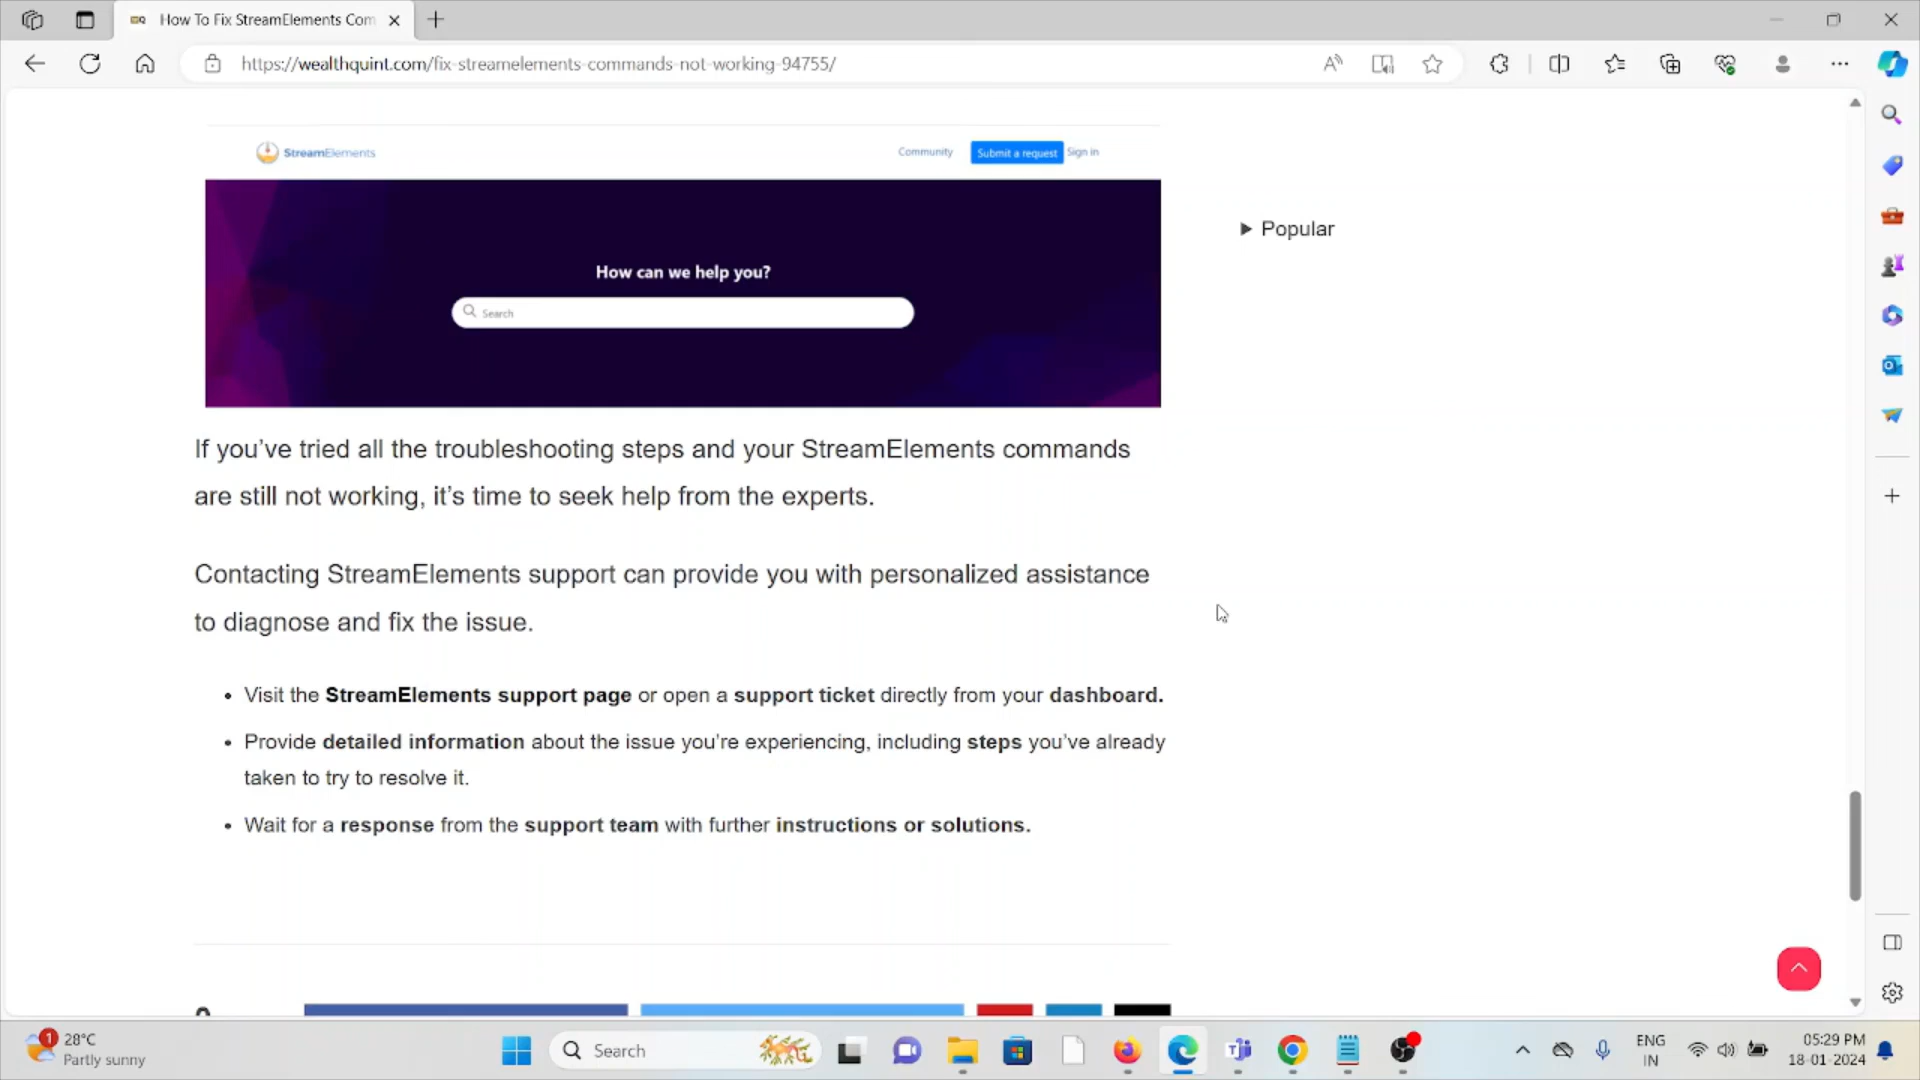 How To Fix StreamElements Com
https://wealthquint.com/fix-streamelements-commands-not-working-94755/
StreamElements
Community
Submit a request
Sign in
How can we help you?
Search
Popular
If you've tried all the troubleshooting steps and your StreamElements commands
are still not working, it's time to seek help from the experts.
Contacting StreamElements support can provide you with personalized assistance
to diagnose and fix the issue.
• Visit the StreamElements support page or open a support ticket directly from your dashboard.
• Provide detailed information about the issue you're experiencing, including steps you've already
taken to try to resolve it.
• Wait for a response from the support team with further instructions or solutions.
1
28°C
Partly sunny
Search
ENG
IN
05:29 PM
18-01-2024